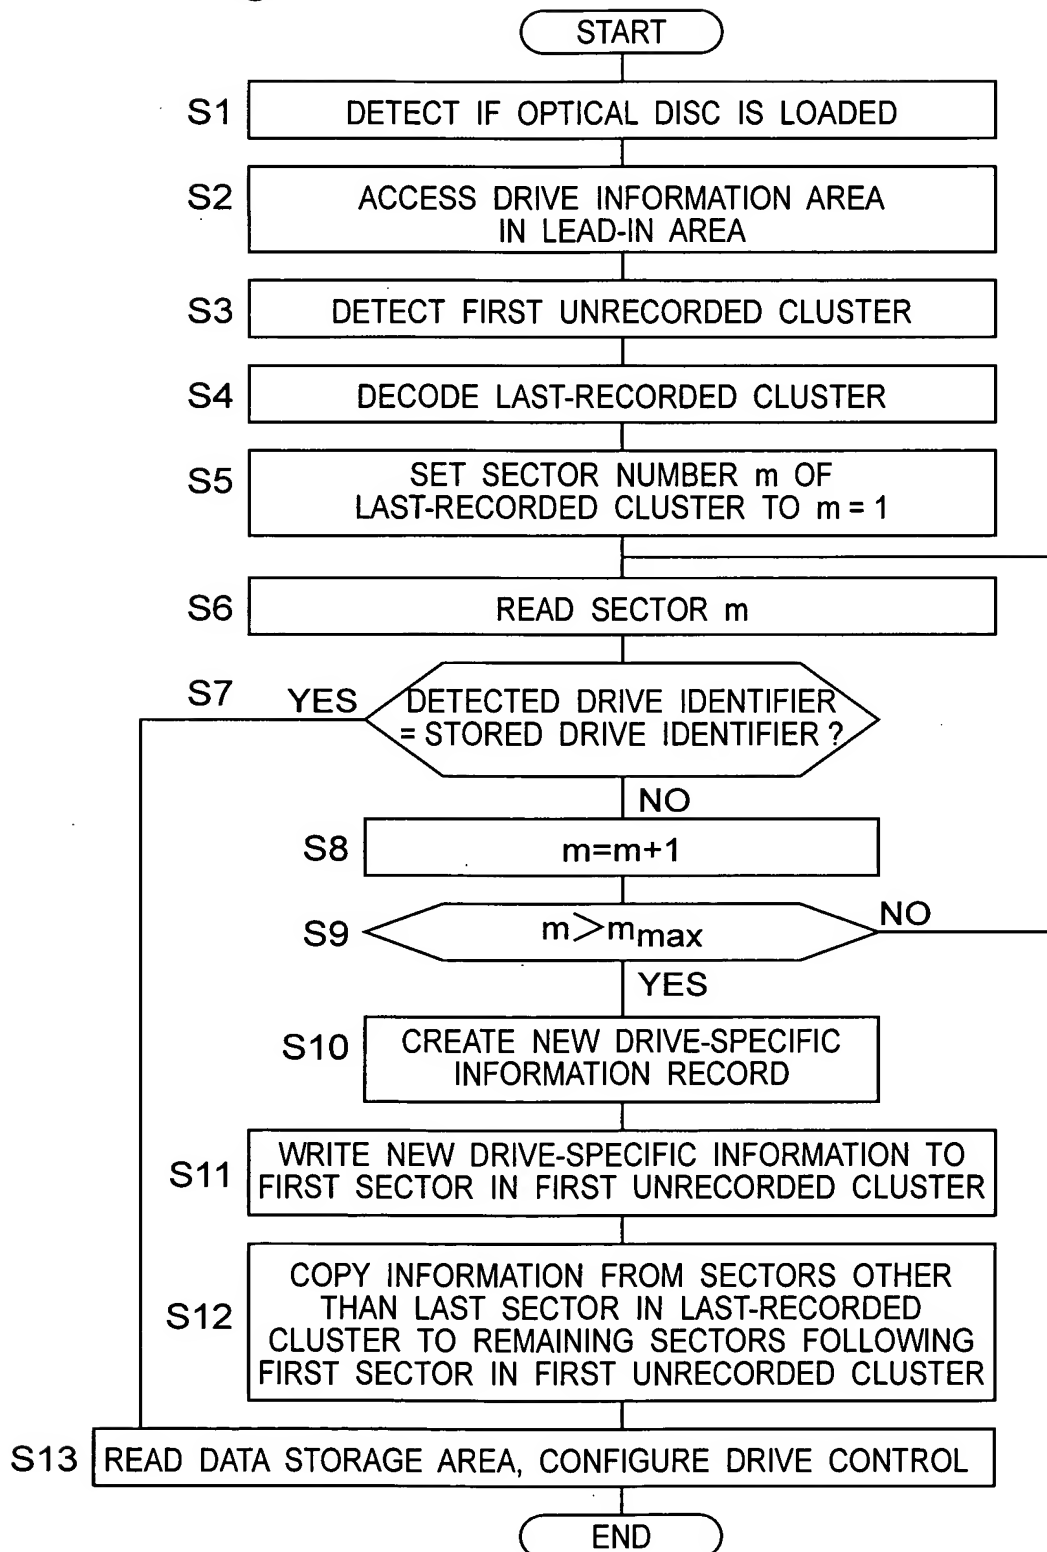 START
S1
DETECT IF OPTICAL DISC IS LOADED
S2
ACCESS DRIVE INFORMATION AREA
IN LEAD-IN AREA
S3
DETECT FIRST UNRECORDED CLUSTER
S4
DECODE LAST-RECORDED CLUSTER
S5
SET SECTOR NUMBER m OF
LAST-RECORDED CLUSTER TO m = 1
S6
READ SECTOR m
S7
YES
DETECTED DRIVE IDENTIFIER
= STORED DRIVE IDENTIFIER ?
NO
S8
m=m+1
S9
m>mmax
NO
YES
S10
CREATE NEW DRIVE-SPECIFIC
INFORMATION RECORD
S11
WRITE NEW DRIVE-SPECIFIC INFORMATION TO
FIRST SECTOR IN FIRST UNRECORDED CLUSTER
S12
COPY INFORMATION FROM SECTORS OTHER
THAN LAST SECTOR IN LAST-RECORDED
CLUSTER TO REMAINING SECTORS FOLLOWING
FIRST SECTOR IN FIRST UNRECORDED CLUSTER
S13
READ DATA STORAGE AREA, CONFIGURE DRIVE CONTROL
END